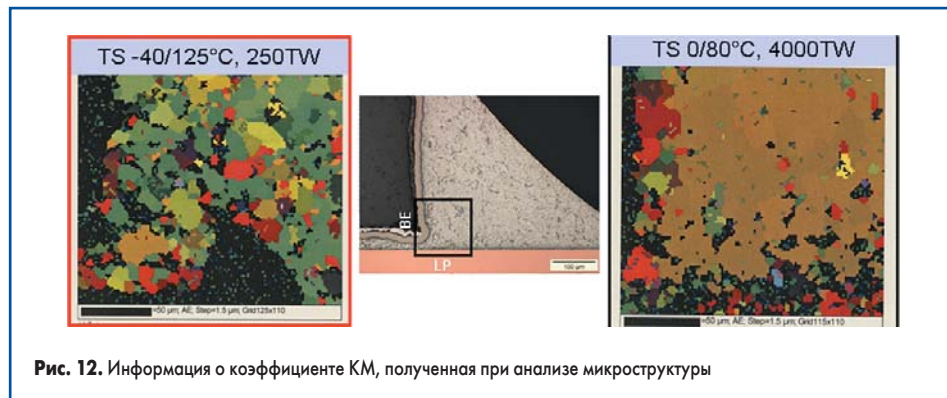 TS -40/125°C, 250TW
=50 µm; AE; Step=1.5 µm; Grid125x110
BE
LP
100 µm
TS 0/80°C, 4000TW
=50 µm; AE; Step=1.5 µm; Grid115x110
Рис. 12. Информация о коэффициенте КМ, полученная при анализе микроструктуры